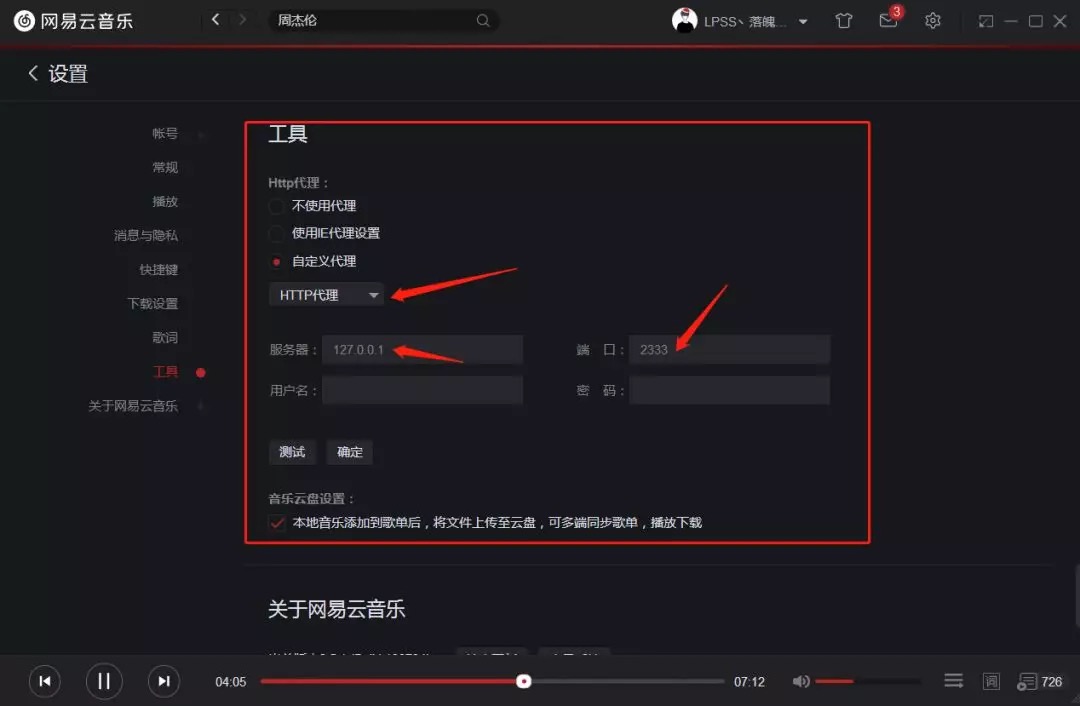 网易云音乐
周杰伦
LPSS丶落魄...
3
设置
帐号
常规
播放
消息与隐私
快捷键
下载设置
歌词
工具
关于网易云音乐
工具
Http代理：
不使用代理
使用IE代理设置
自定义代理
HTTP代理
服务器： 127.0.0.1 端 口： 2333
用户名： 密 码：
测试 确定
音乐云盘设置：
本地音乐添加到歌单后，将文件上传至云盘，可多端同步歌单，播放下载
关于网易云音乐
04:05 07:12 词 726